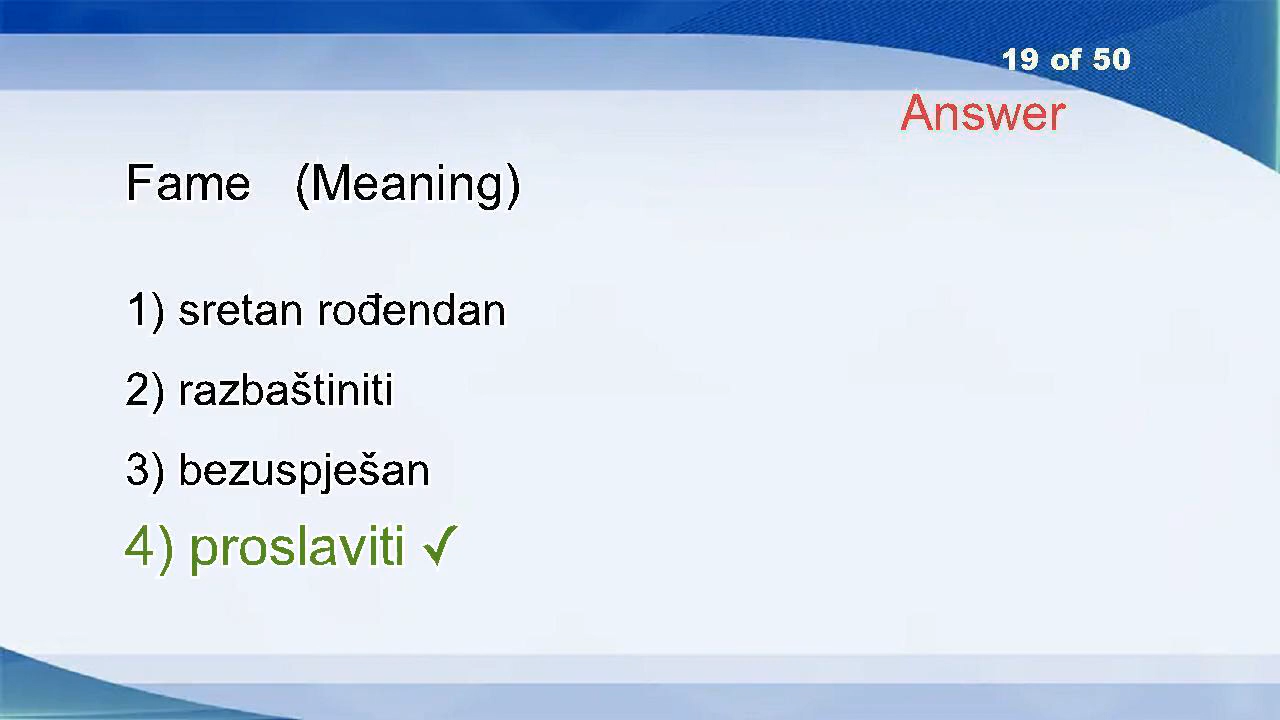 19 of 50
Answer
Fame (Meaning)
1) sretan rođendan
2) razbaštiniti
3) bezuspješan
4) proslaviti ✓